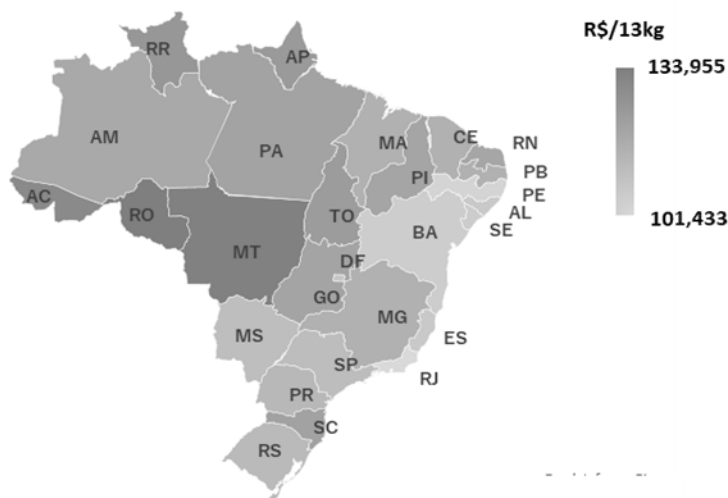 R$/13kg
133,955
101,433
RR
AP
AM
PA
MA
CE
RN
PB
PE
AL
SE
PI
AC
RO
TO
MT
BA
DF
GO
MG
MS
ES
SP
RJ
PR
SC
RS